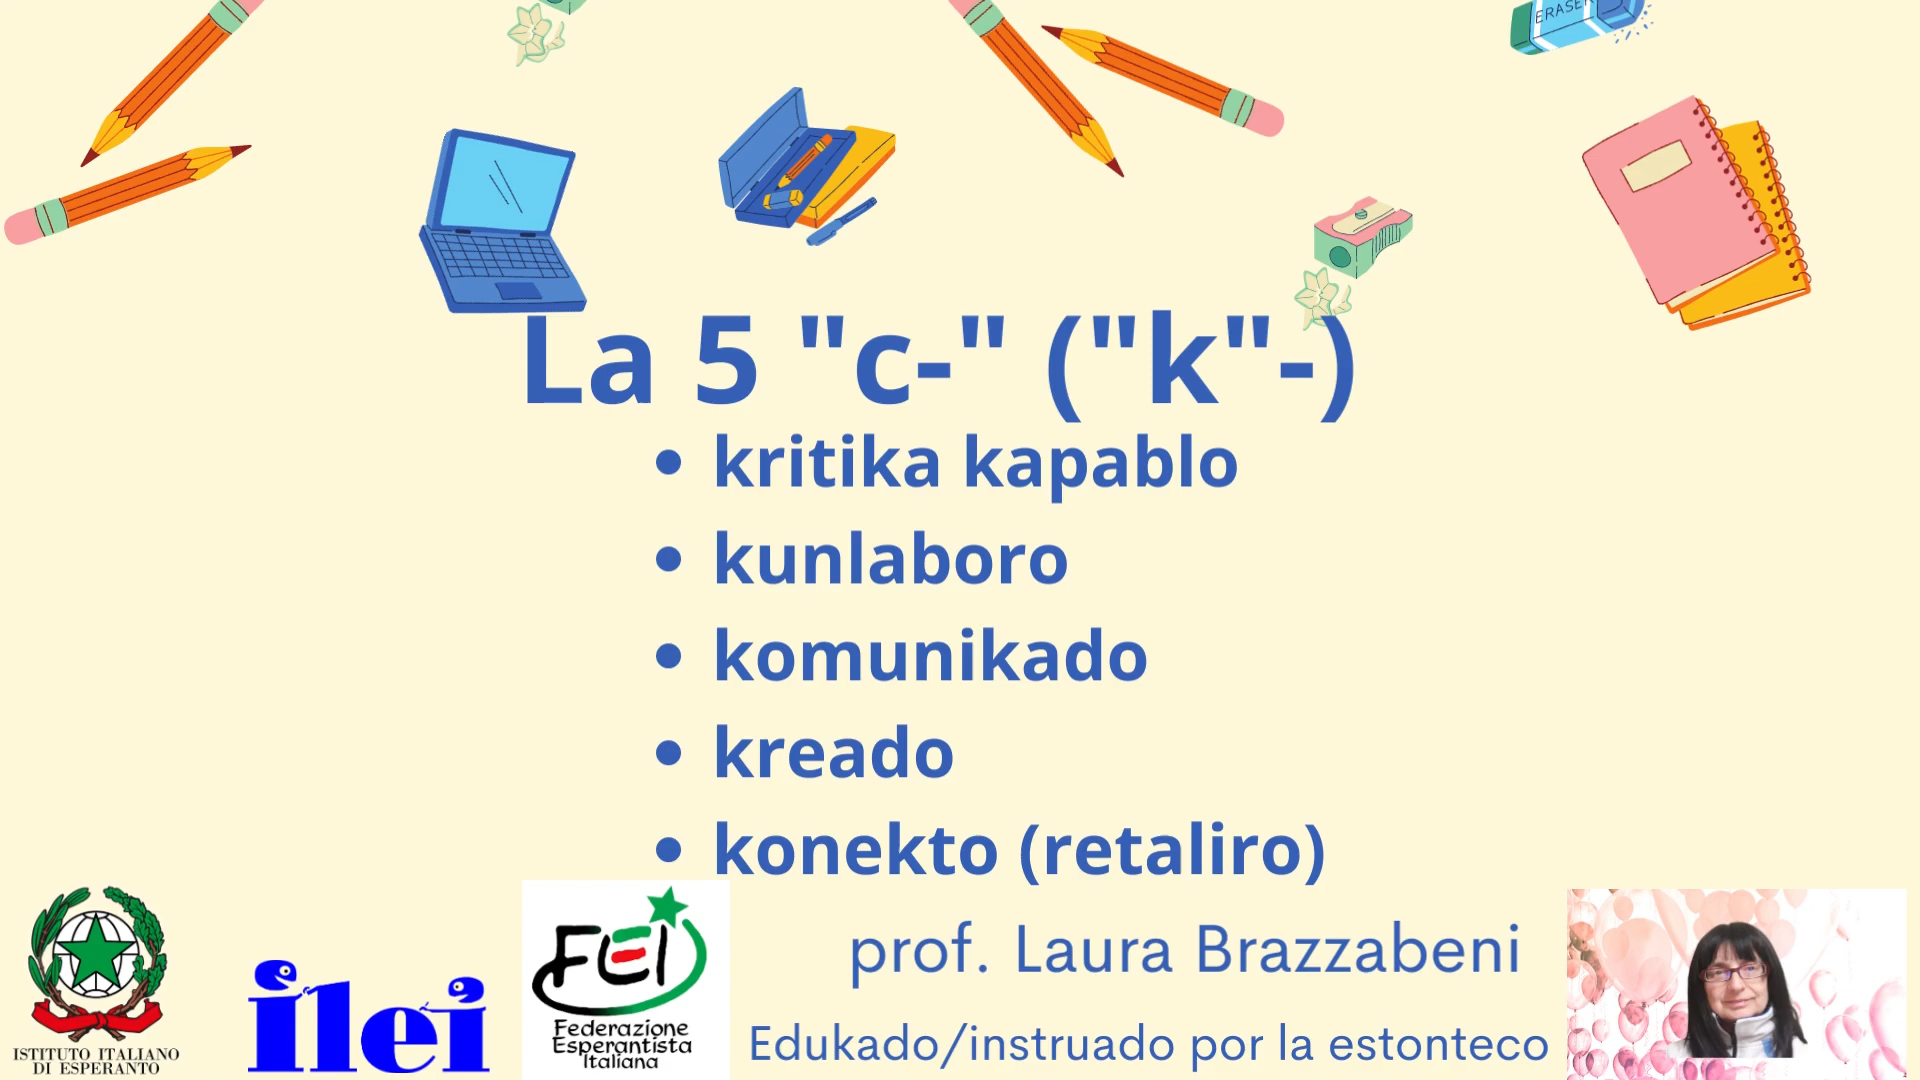 ERASER
La 5 "c-" ("k"-)
• kritika kapablo
• kunlaboro
• komunikado
• kreado
• konekto (retaliro)
ISTITUTO ITALIANO
DI ESPERANTO
ilei
FEI
Federazione
Esperantista
Italiana
prof. Laura Brazzabeni
Edukado/instruado por la estonteco